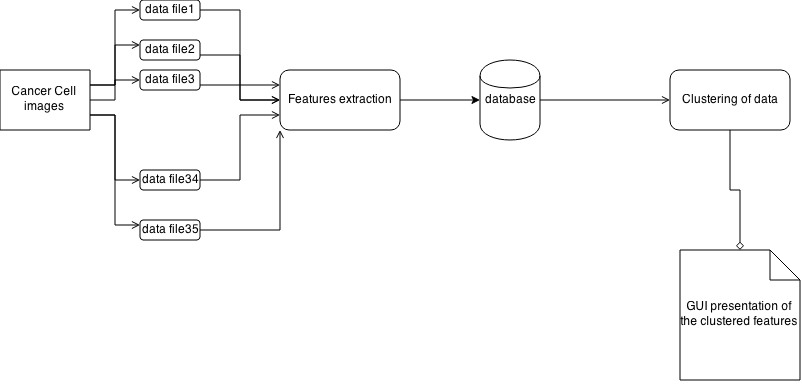 data file1
data file2
data file3
Cancer Cell
images
Features extraction
database
Clustering of data
data file34
data file35
GUI presentation of
the clustered features